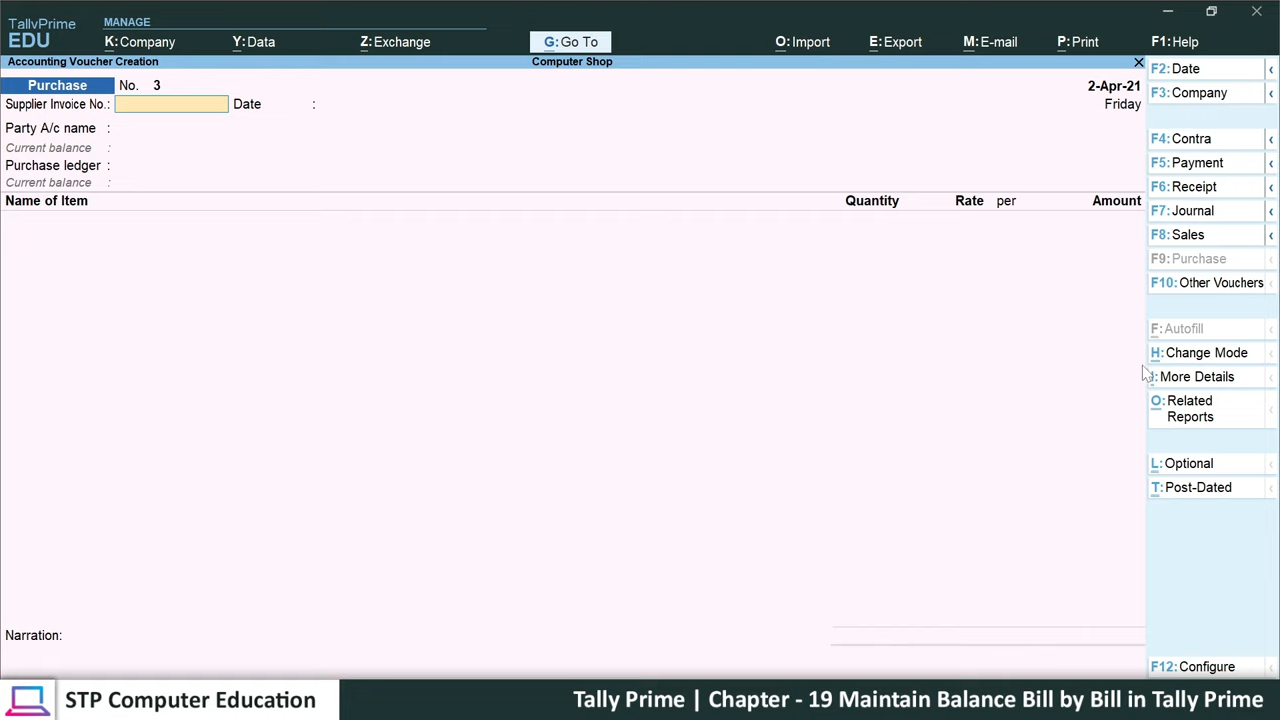 TallyPrime
EDU
MANAGE
K:Company
Y:Data
Z:Exchange
G:Go To
O:Import
E:Export
M:E-mail
P:Print
F1:Help
Accounting Voucher Creation
Computer Shop
Purchase
No. 3
2-Apr-21
Supplier Invoice No.:
Date :
Friday
Party A/c name :
Current balance :
Purchase ledger :
Current balance :
Name of Item
Quantity
Rate per
Amount
Narration:
F2:Date
F3:Company
F4:Contra
F5:Payment
F6:Receipt
F7:Journal
F8:Sales
F9:Purchase
F10:Other Vouchers
F:Autofill
H:Change Mode
I:More Details
O:Related
Reports
L:Optional
T:Post-Dated
F12:Configure
STP Computer Education
Tally Prime | Chapter - 19 Maintain Balance Bill by Bill in Tally Prime